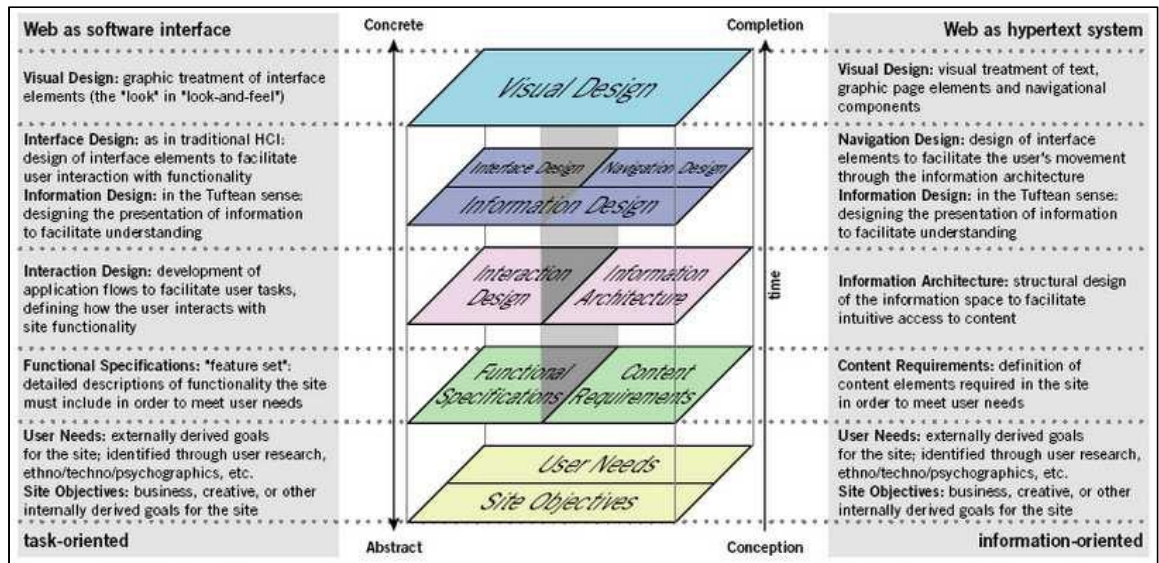 Web as software interface
Concrete
Completion
Web as hypertext system
Visual Design: graphic treatment of interface
elements (the "look" in "look-and-feel")
Visual Design
Visual Design: visual treatment of text,
graphic page elements and navigational
components
Interface Design: as in traditional HCI:
design of interface elements to facilitate
user interaction with functionality
Information Design: in the Tuftean sense:
designing the presentation of information
to facilitate understanding
Interface Design
Navigation Design
Information Design
Navigation Design: design of interface
elements to facilitate the user's movement
through the information architecture
Information Design: in the Tuftean sense:
designing the presentation of information
to facilitate understanding
Interaction Design: development of
application flows to facilitate user tasks,
defining how the user interacts with
site functionality
Interaction
Design
Information
Architecture
time
Information Architecture: structural design
of the information space to facilitate
intuitive access to content
Functional Specifications: "feature set":
detailed descriptions of functionality the site
must include in order to meet user needs
Functional
Specifications
Content
Requirements
Content Requirements: definition of
content elements required in the site
in order to meet user needs
User Needs: externally derived goals
for the site; identified through user research,
ethno/techno/psychographics, etc.
Site Objectives: business, creative, or other
internally derived goals for the site
User Needs
Site Objectives
User Needs: externally derived goals
for the site; identified through user research,
ethno/techno/psychographics, etc.
Site Objectives: business, creative, or other
internally derived goals for the site
task-oriented
Abstract
Conception
information-oriented